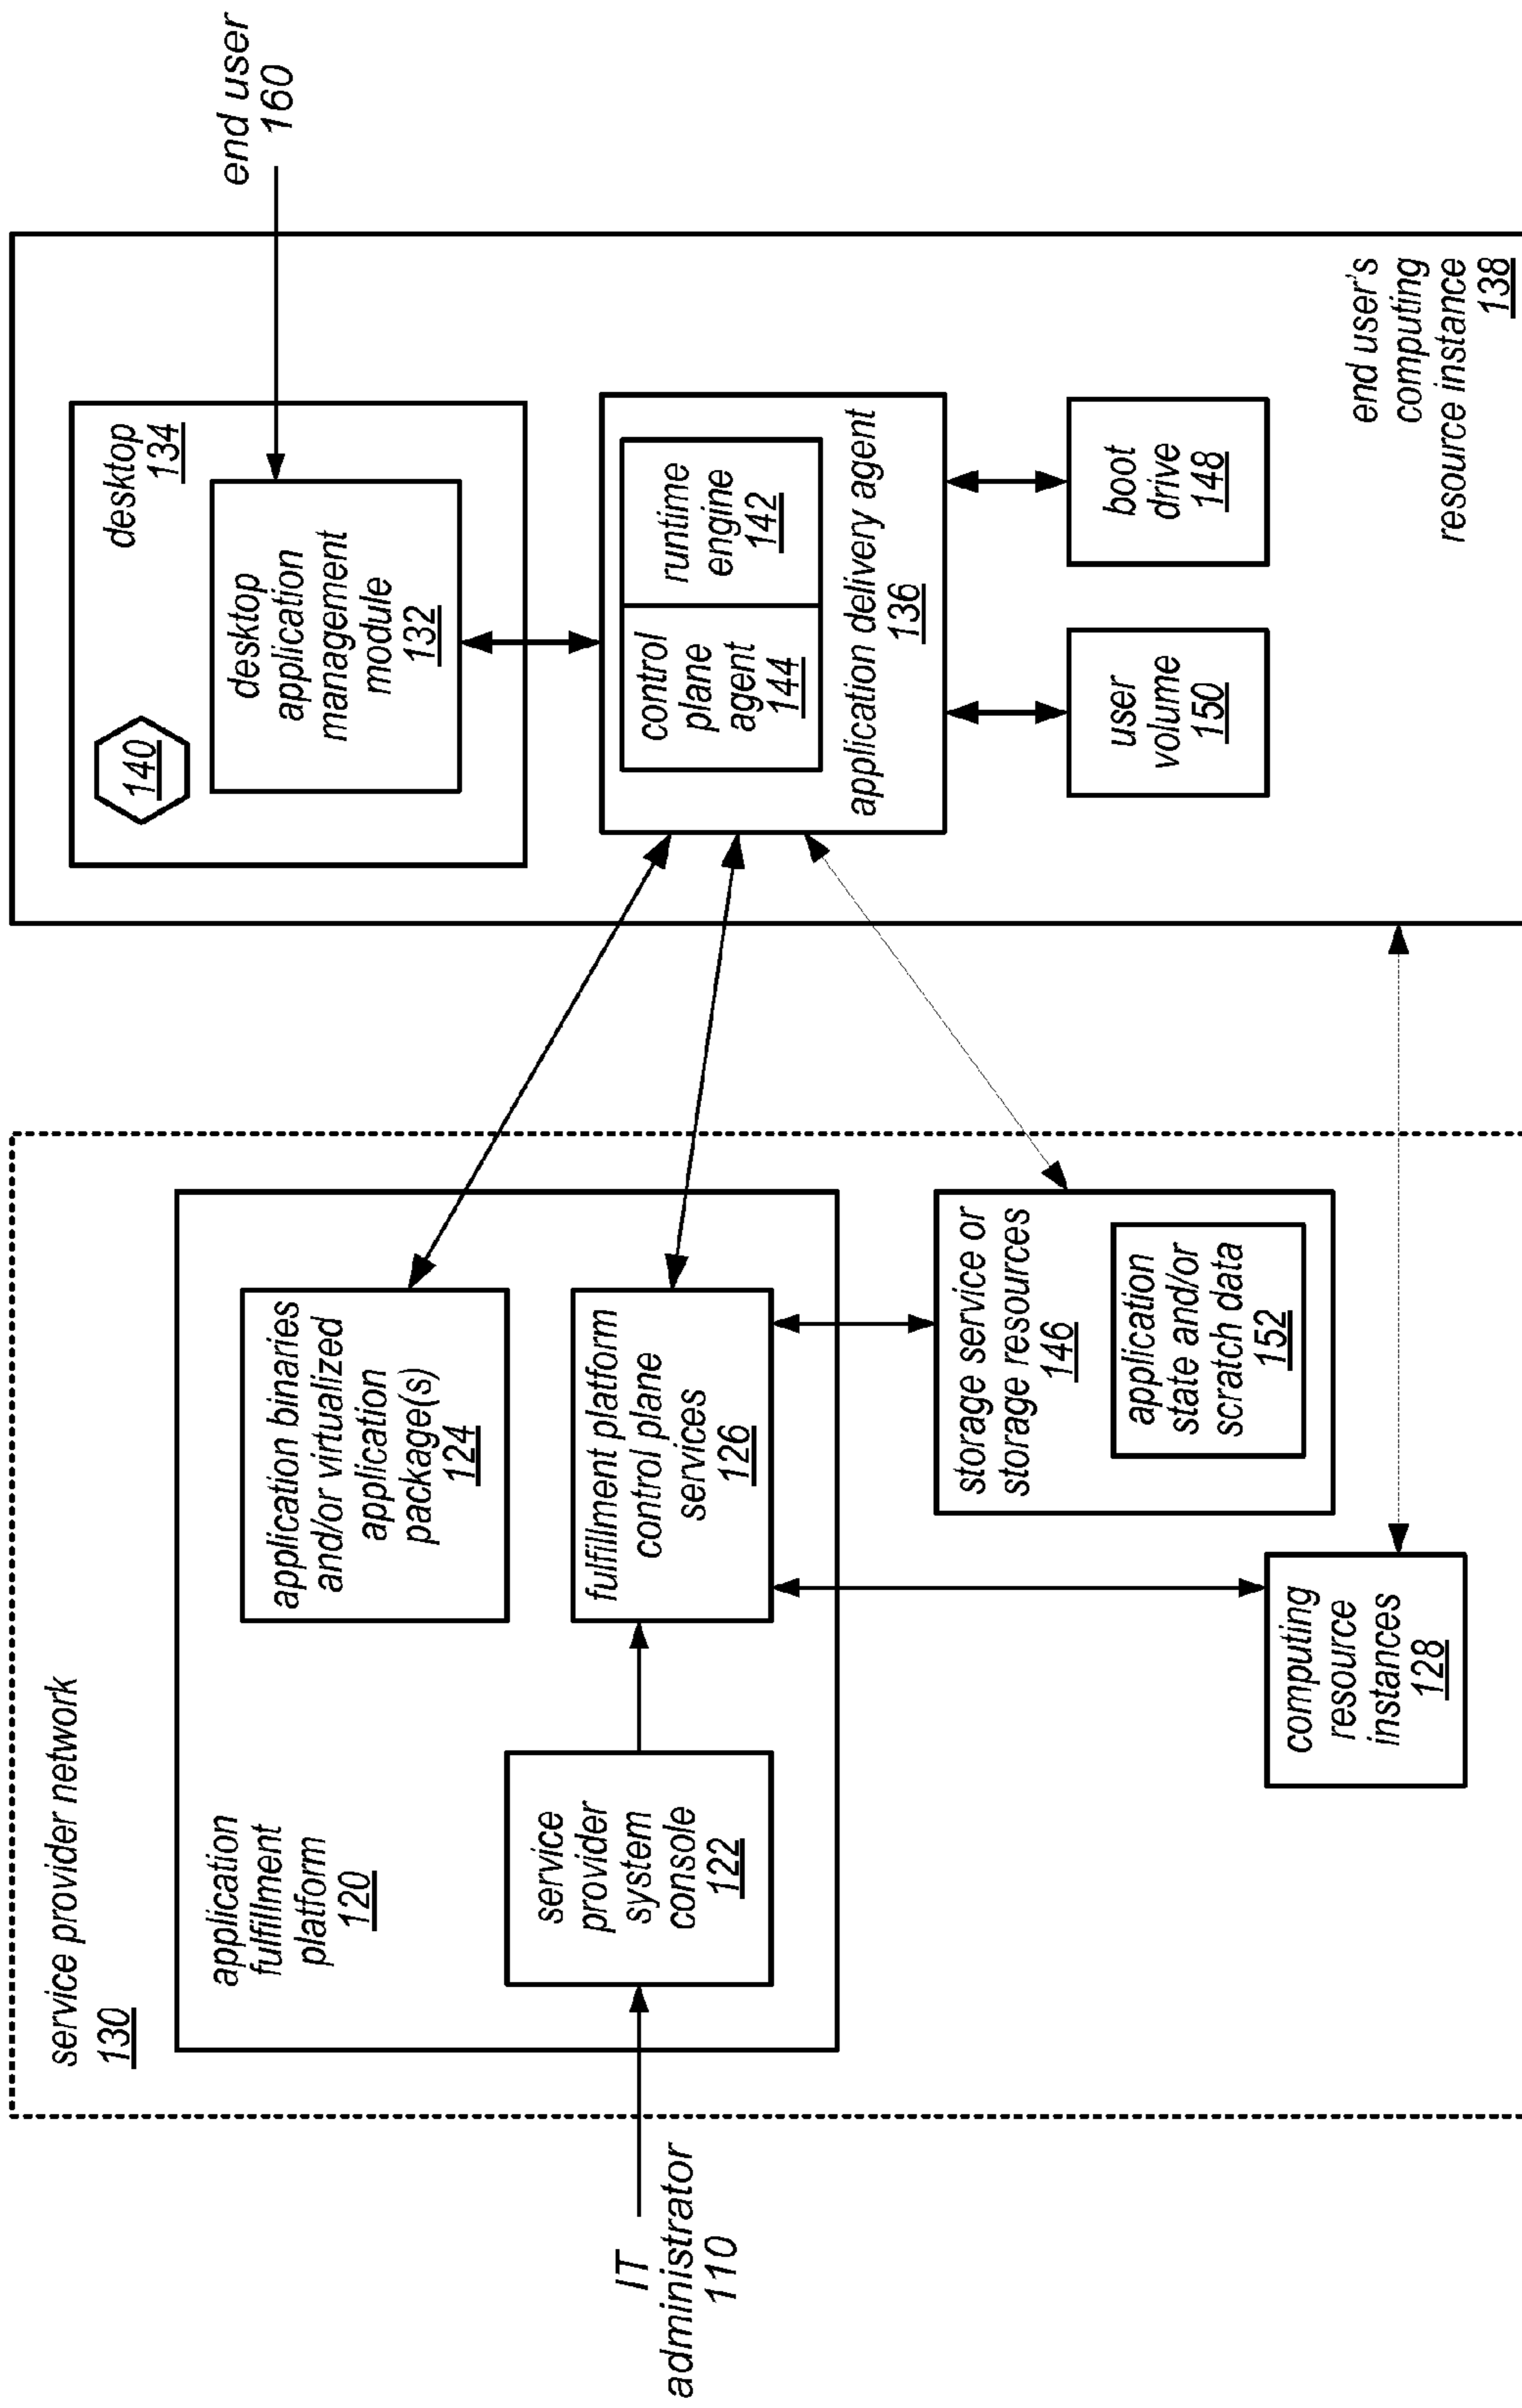 service provider network
130
application
fulfillment
platform
120
service
provider
system
console
122
application binaries
and/or virtualized
application
package(s)
124
fulfillment platform
control plane
services
126
storage service or
storage resources
146
application
state and/or
scratch data
152
computing
resource
instances
128
IT
administrator
110
desktop
134
140
desktop
application
management
module
132
control
plane
agent
144
runtime
engine
142
application delivery agent
136
user
volume
150
boot
drive
148
end user's
computing
resource instance
138
end user
160